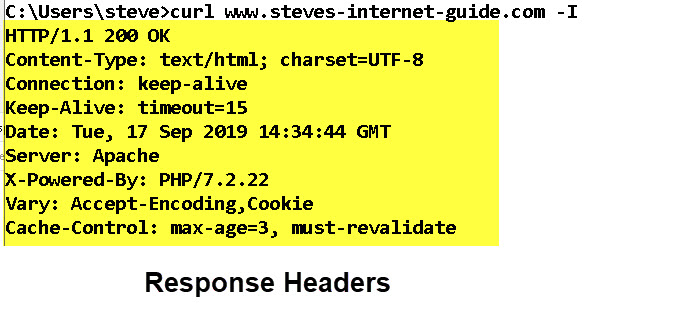 C:\Users\steve>curl www.steves-internet-guide.com -I
HTTP/1.1 200 OK
Content-Type: text/html; charset=UTF-8
Connection: keep-alive
Keep-Alive: timeout=15
Date: Tue, 17 Sep 2019 14:34:44 GMT
Server: Apache
X-Powered-By: PHP/7.2.22
Vary: Accept-Encoding,Cookie
Cache-Control: max-age=3, must-revalidate
Response Headers